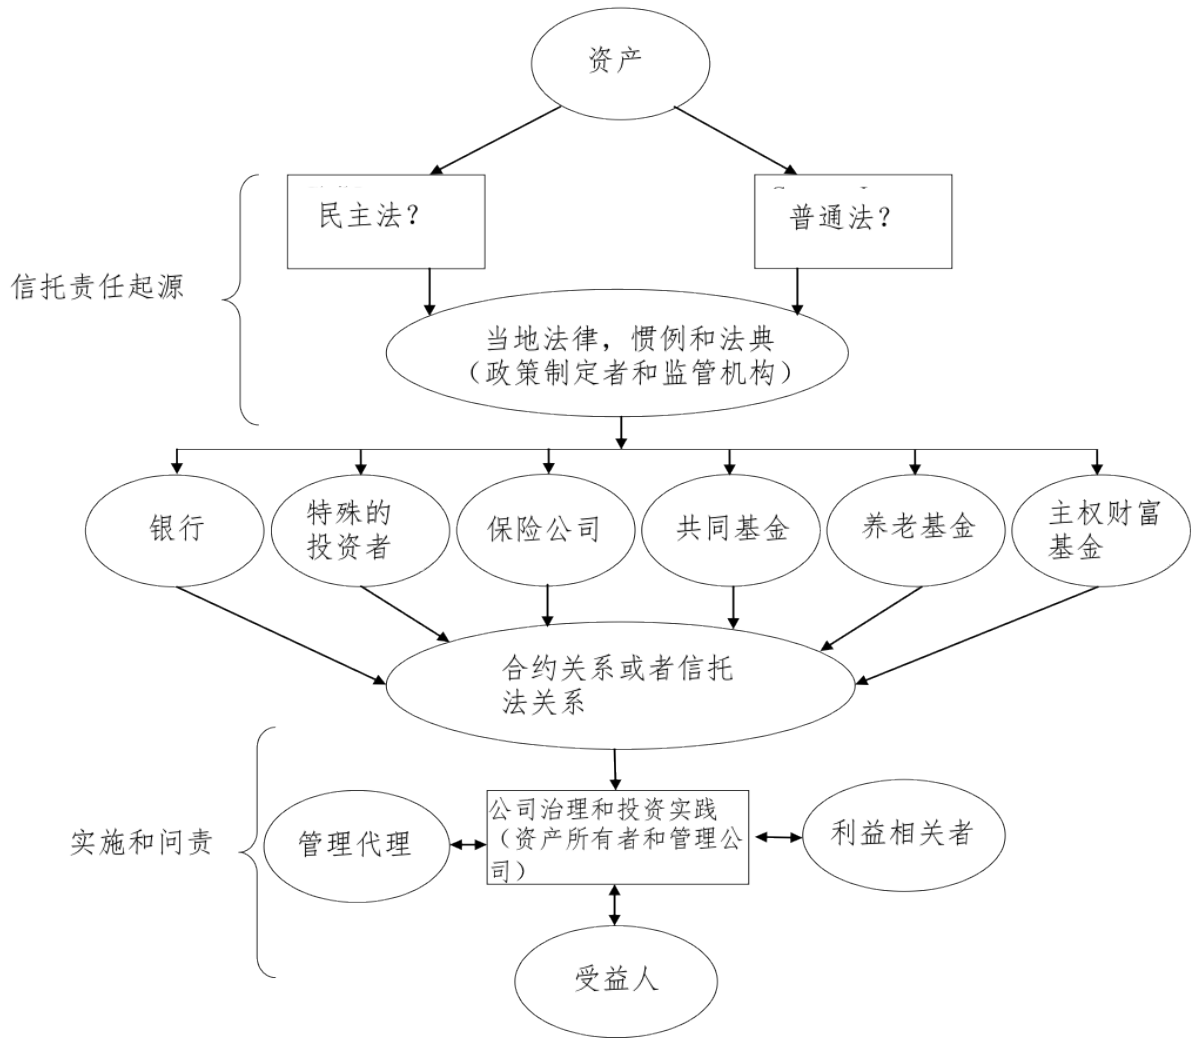 资产
民主法？
普通法？
信托责任起源
当地法律，惯例和法典
（政策制定者和监管机构）
银行
特殊的
投资者
保险公司
共同基金
养老基金
主权财富
基金
合约关系或者信托
法关系
实施和问责
管理代理
公司治理和投资实践
（资产所有者和管理公
司）
利益相关者
受益人